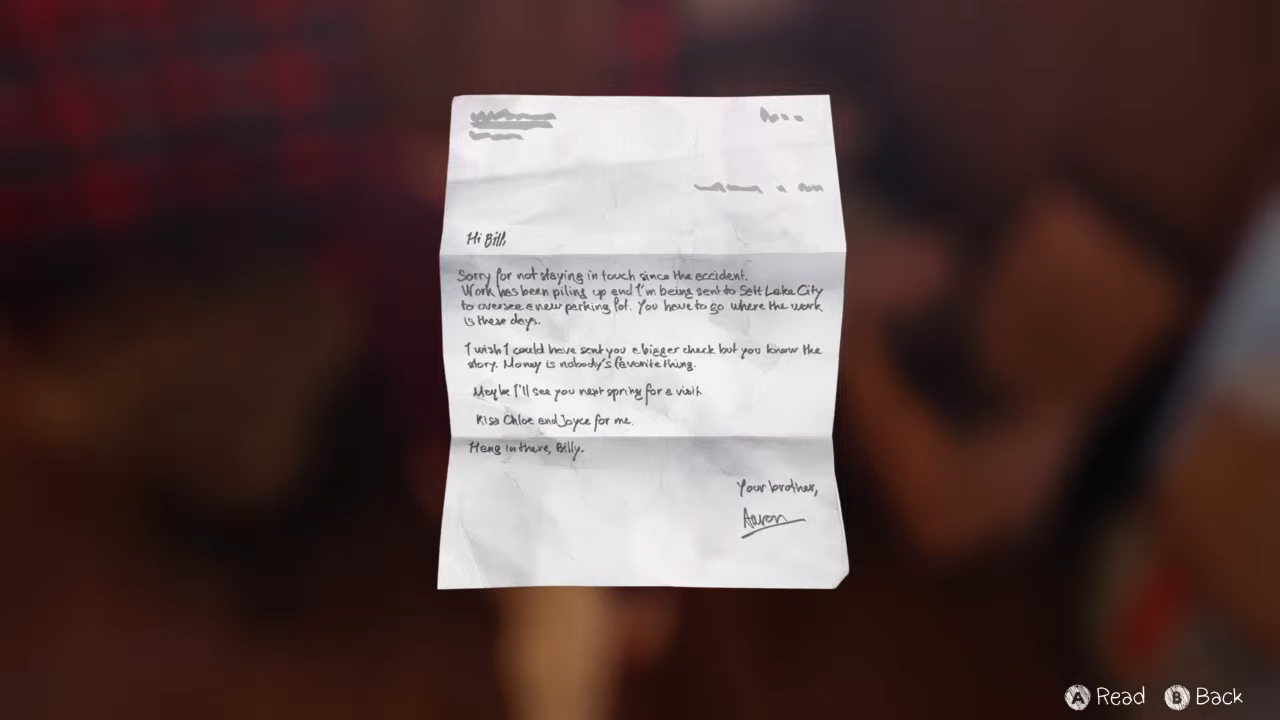 Hi Bill,
Sorry for not staying in touch since the accident.
Work has been piling up and I'm being sent to Salt Lake City
to oversee a new parking lot. You have to go where the work
is these days.
I wish I could have sent you a bigger check but you know the
story. Money is nobody's favorite thing.
Maybe I'll see you next spring for a visit.
Kiss Chloe and Joyce for me.
Hang in there, Billy.
Your brother,
Aaron
A Read B Back